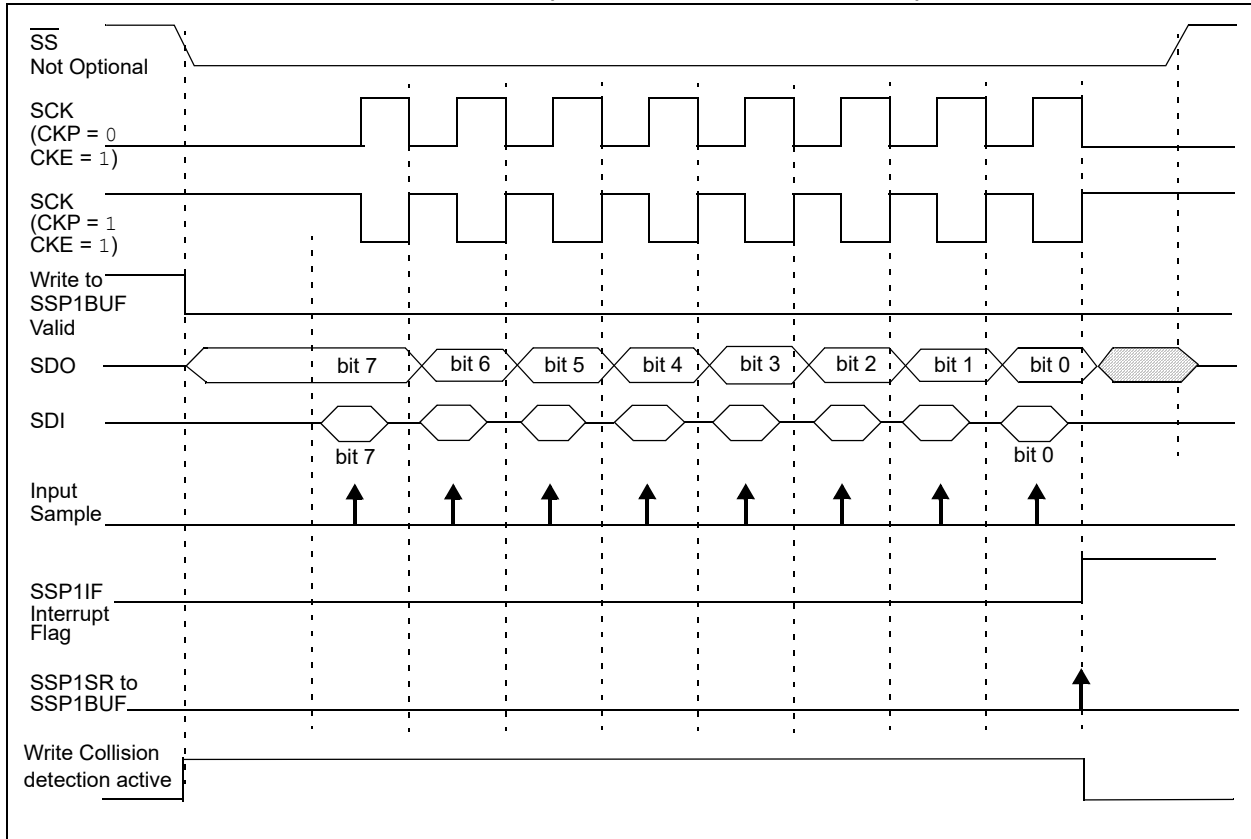 SS
Not Optional
SCK
(CKP = 0
CKE = 1)
SCK
(CKP = 1
CKE = 1)
Write to
SSP1BUF
Valid
SDO
bit 7
bit 6
bit 5
bit 4
bit 3
bit 2
bit 1
bit 0
SDI
bit 7
bit 0
Input
Sample
SSP1IF
Interrupt
Flag
SSP1SR to
SSP1BUF
Write Collision
detection active